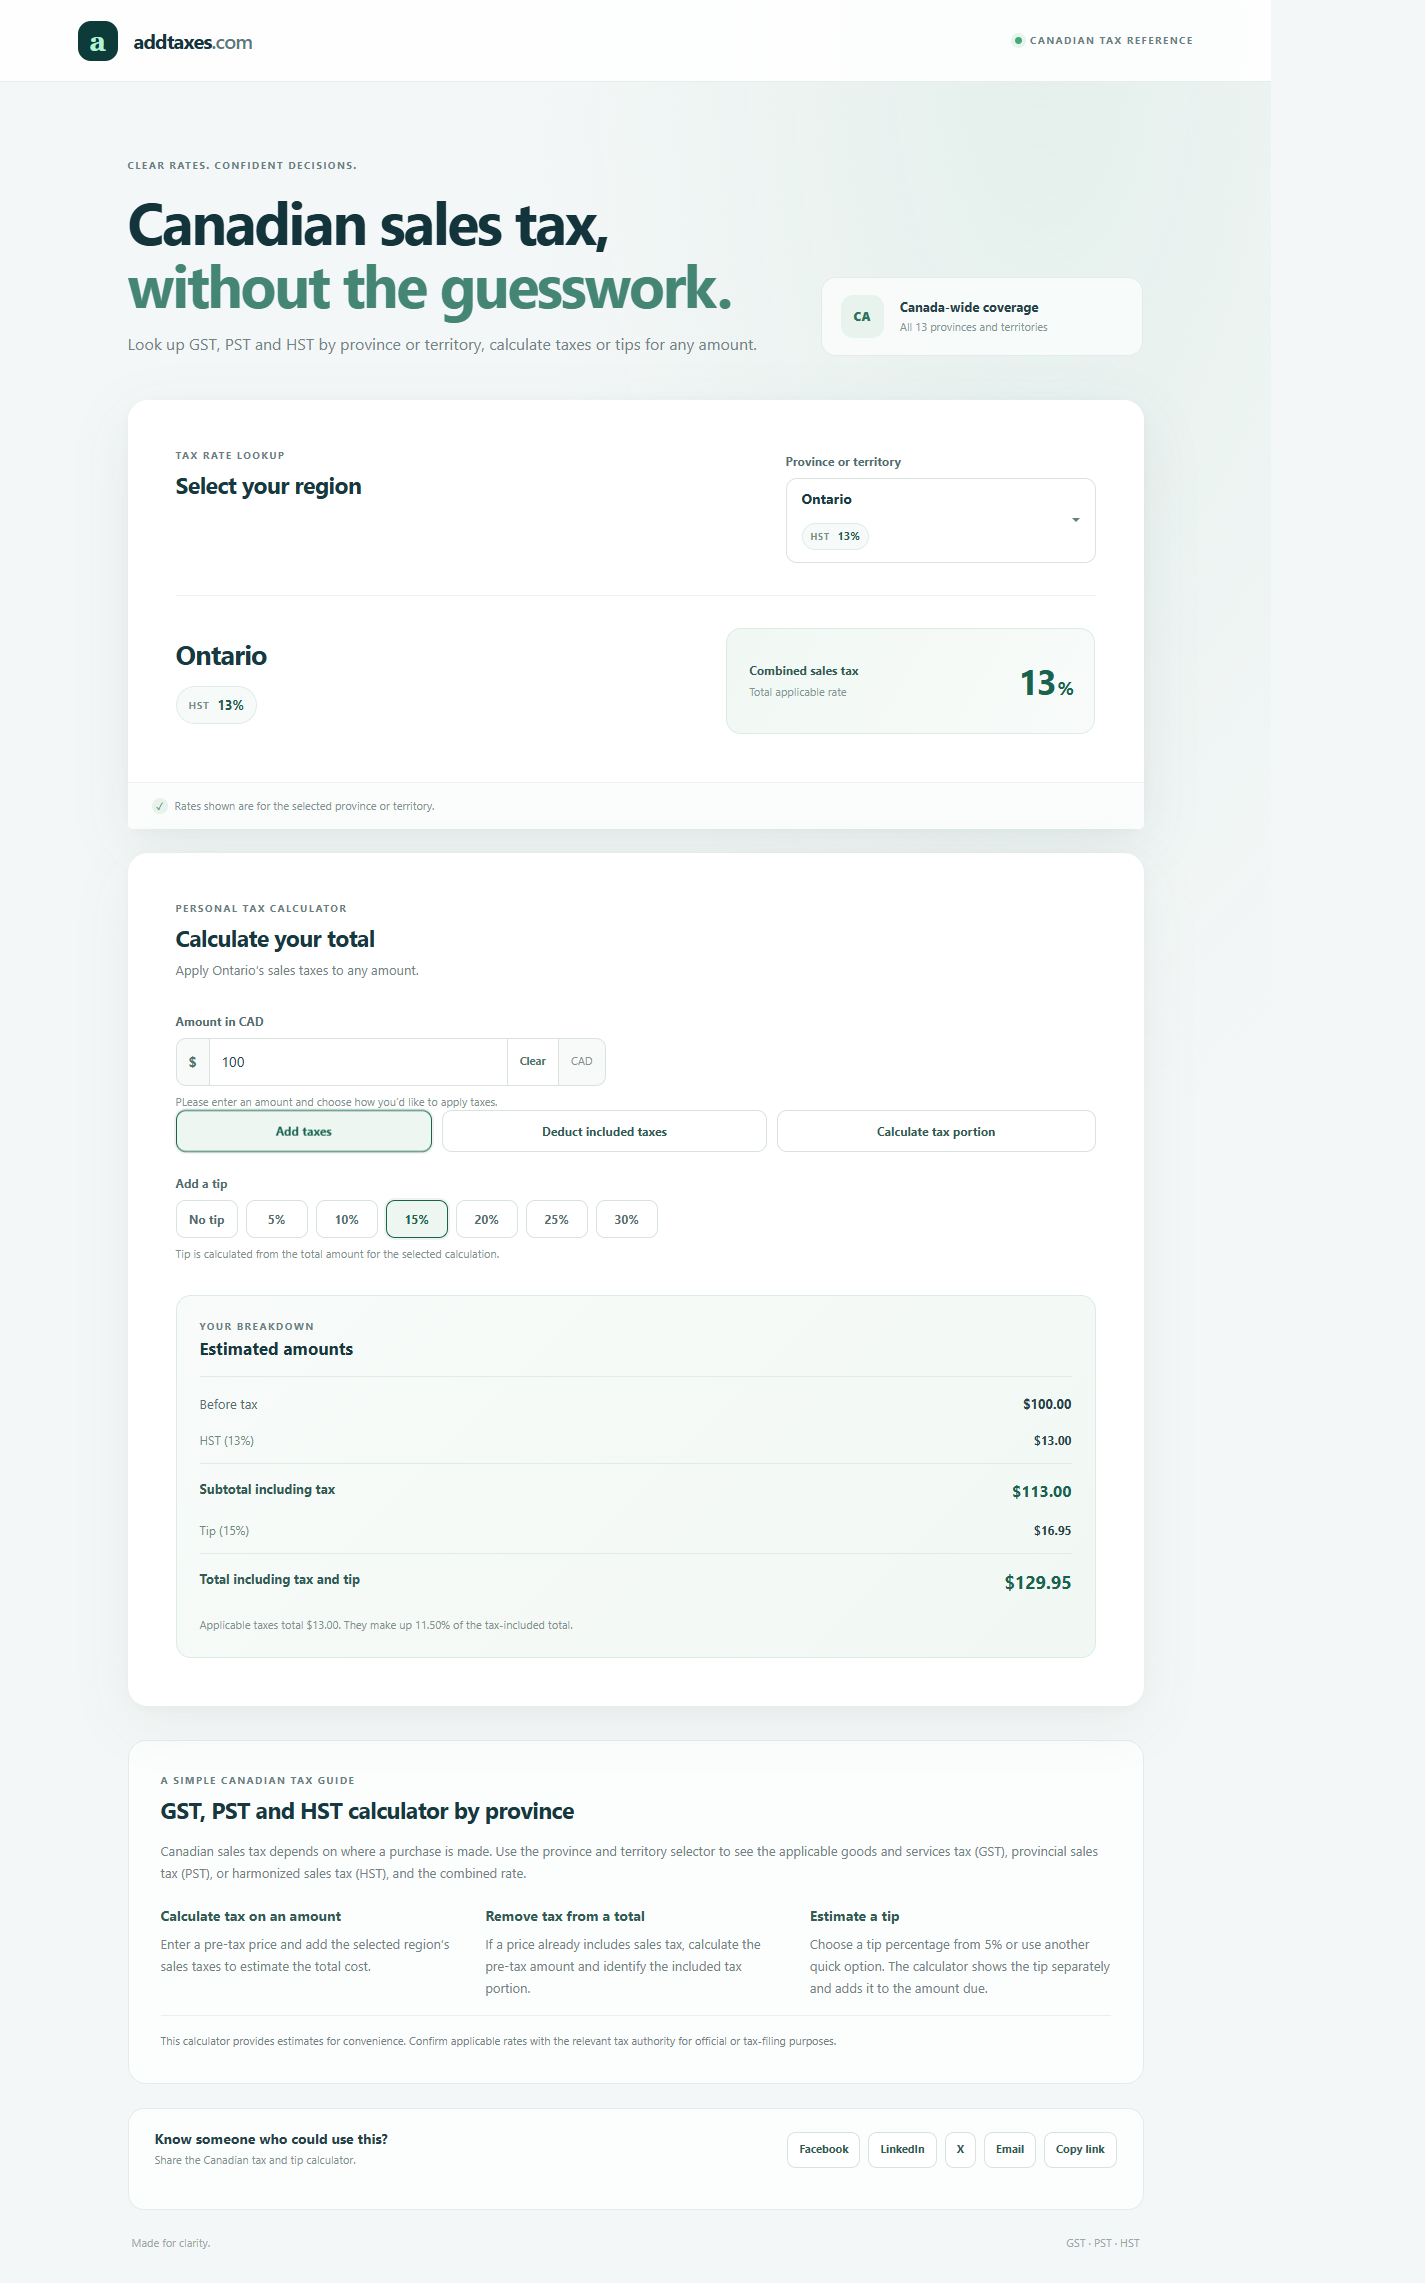 a addtaxes.com
CANADIAN TAX REFERENCE
CLEAR RATES. CONFIDENT DECISIONS.
Canadian sales tax,
without the guesswork.
Look up GST, PST and HST by province or territory, calculate taxes or tips for any amount.
CA
Canada-wide coverage
All 13 provinces and territories
TAX RATE LOOKUP
Select your region
Province or territory
Ontario
HST 13%
Ontario
HST 13%
Combined sales tax
Total applicable rate
13%
✓ Rates shown are for the selected province or territory.
PERSONAL TAX CALCULATOR
Calculate your total
Apply Ontario's sales taxes to any amount.
Amount in CAD
$ 100 Clear CAD
PLease enter an amount and choose how you'd like to apply taxes.
Add taxes Deduct included taxes Calculate tax portion
Add a tip
No tip 5% 10% 15% 20% 25% 30%
Tip is calculated from the total amount for the selected calculation.
YOUR BREAKDOWN
Estimated amounts
Before tax $100.00
HST (13%) $13.00
Subtotal including tax $113.00
Tip (15%) $16.95
Total including tax and tip $129.95
Applicable taxes total $13.00. They make up 11.50% of the tax-included total.
A SIMPLE CANADIAN TAX GUIDE
GST, PST and HST calculator by province
Canadian sales tax depends on where a purchase is made. Use the province and territory selector to see the applicable goods and services tax (GST), provincial sales
tax (PST), or harmonized sales tax (HST), and the combined rate.
Calculate tax on an amount
Enter a pre-tax price and add the selected region's
sales taxes to estimate the total cost.
Remove tax from a total
If a price already includes sales tax, calculate the
pre-tax amount and identify the included tax
portion.
Estimate a tip
Choose a tip percentage from 5% or use another
quick option. The calculator shows the tip separately
and adds it to the amount due.
This calculator provides estimates for convenience. Confirm applicable rates with the relevant tax authority for official or tax-filing purposes.
Know someone who could use this?
Share the Canadian tax and tip calculator.
Facebook LinkedIn X Email Copy link
Made for clarity.
GST · PST · HST